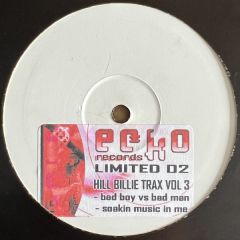 ecko
records
LIMITED 02
HILL BILLIE TRAX VOL 3
- bad boy vs bad man
- soakin music in me